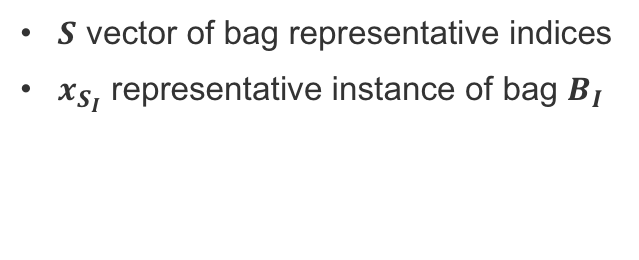 • S vector of bag representative indices
• x_{S_I} representative instance of bag B_I